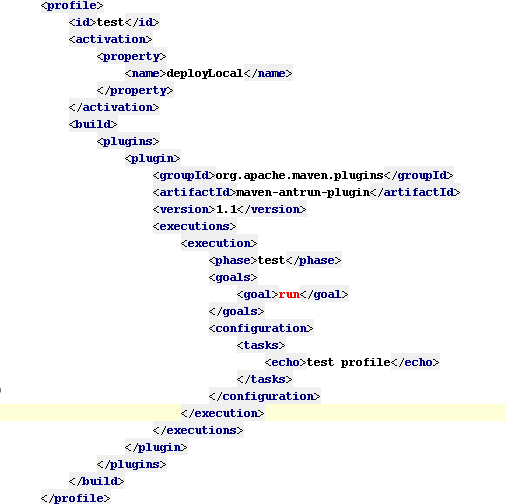 <profile>
<id>test</id>
<activation>
<property>
<name>deployLocal</name>
</property>
</activation>
<build>
<plugins>
<plugin>
<groupId>org.apache.maven.plugins</groupId>
<artifactId>maven-antrun-plugin</artifactId>
<version>1.1</version>
<executions>
<execution>
<phase>test</phase>
<goals>
<goal>run</goal>
</goals>
<configuration>
<tasks>
<echo>test profile</echo>
</tasks>
</configuration>
</execution>
</executions>
</plugin>
</plugins>
</build>
</profile>